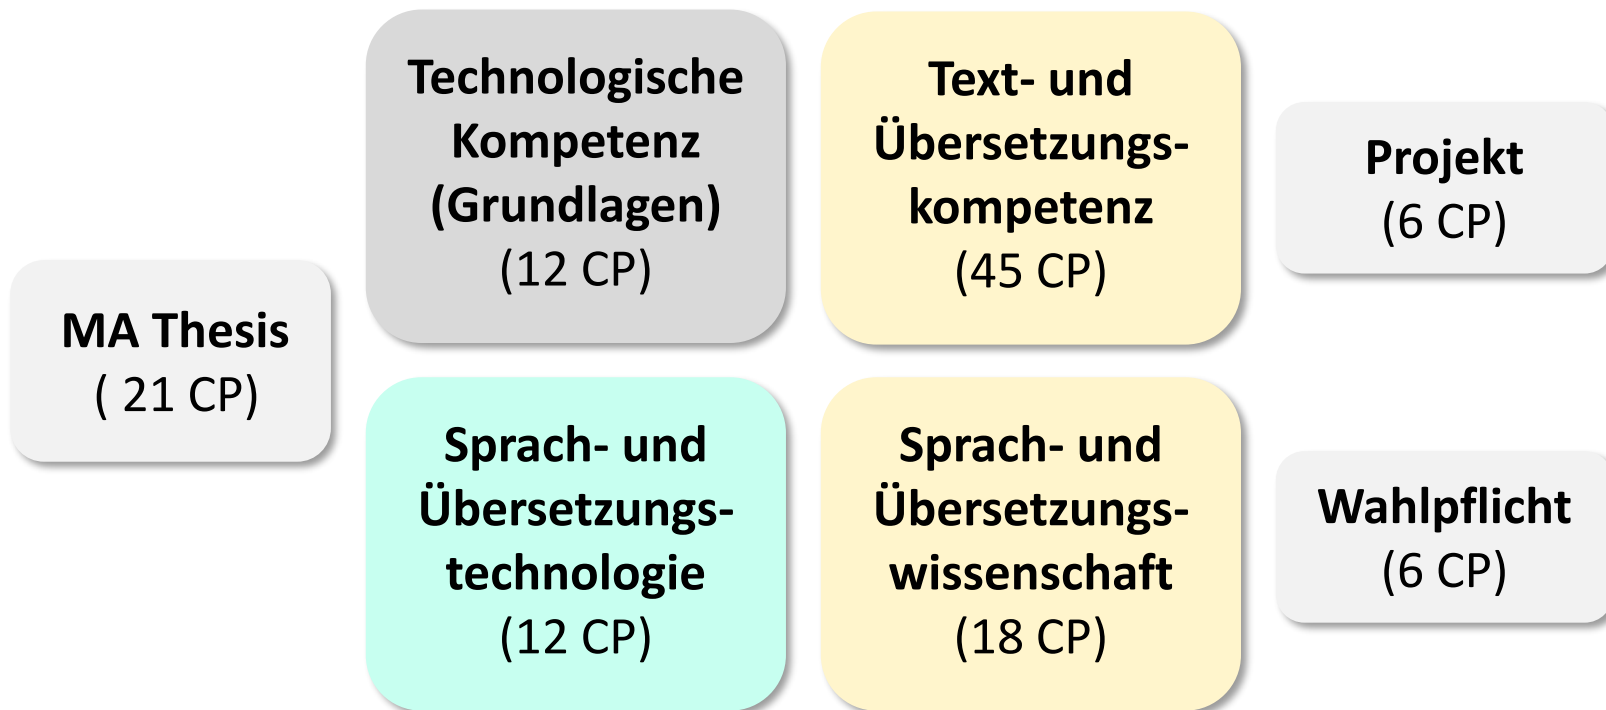 MA Thesis
( 21 CP)
Technologische
Kompetenz
(Grundlagen)
(12 CP)
Text- und
Übersetzungs-
kompetenz
(45 CP)
Projekt
(6 CP)
Sprach- und
Übersetzungs-
technologie
(12 CP)
Sprach- und
Übersetzungs-
wissenschaft
(18 CP)
Wahlpflicht
(6 CP)